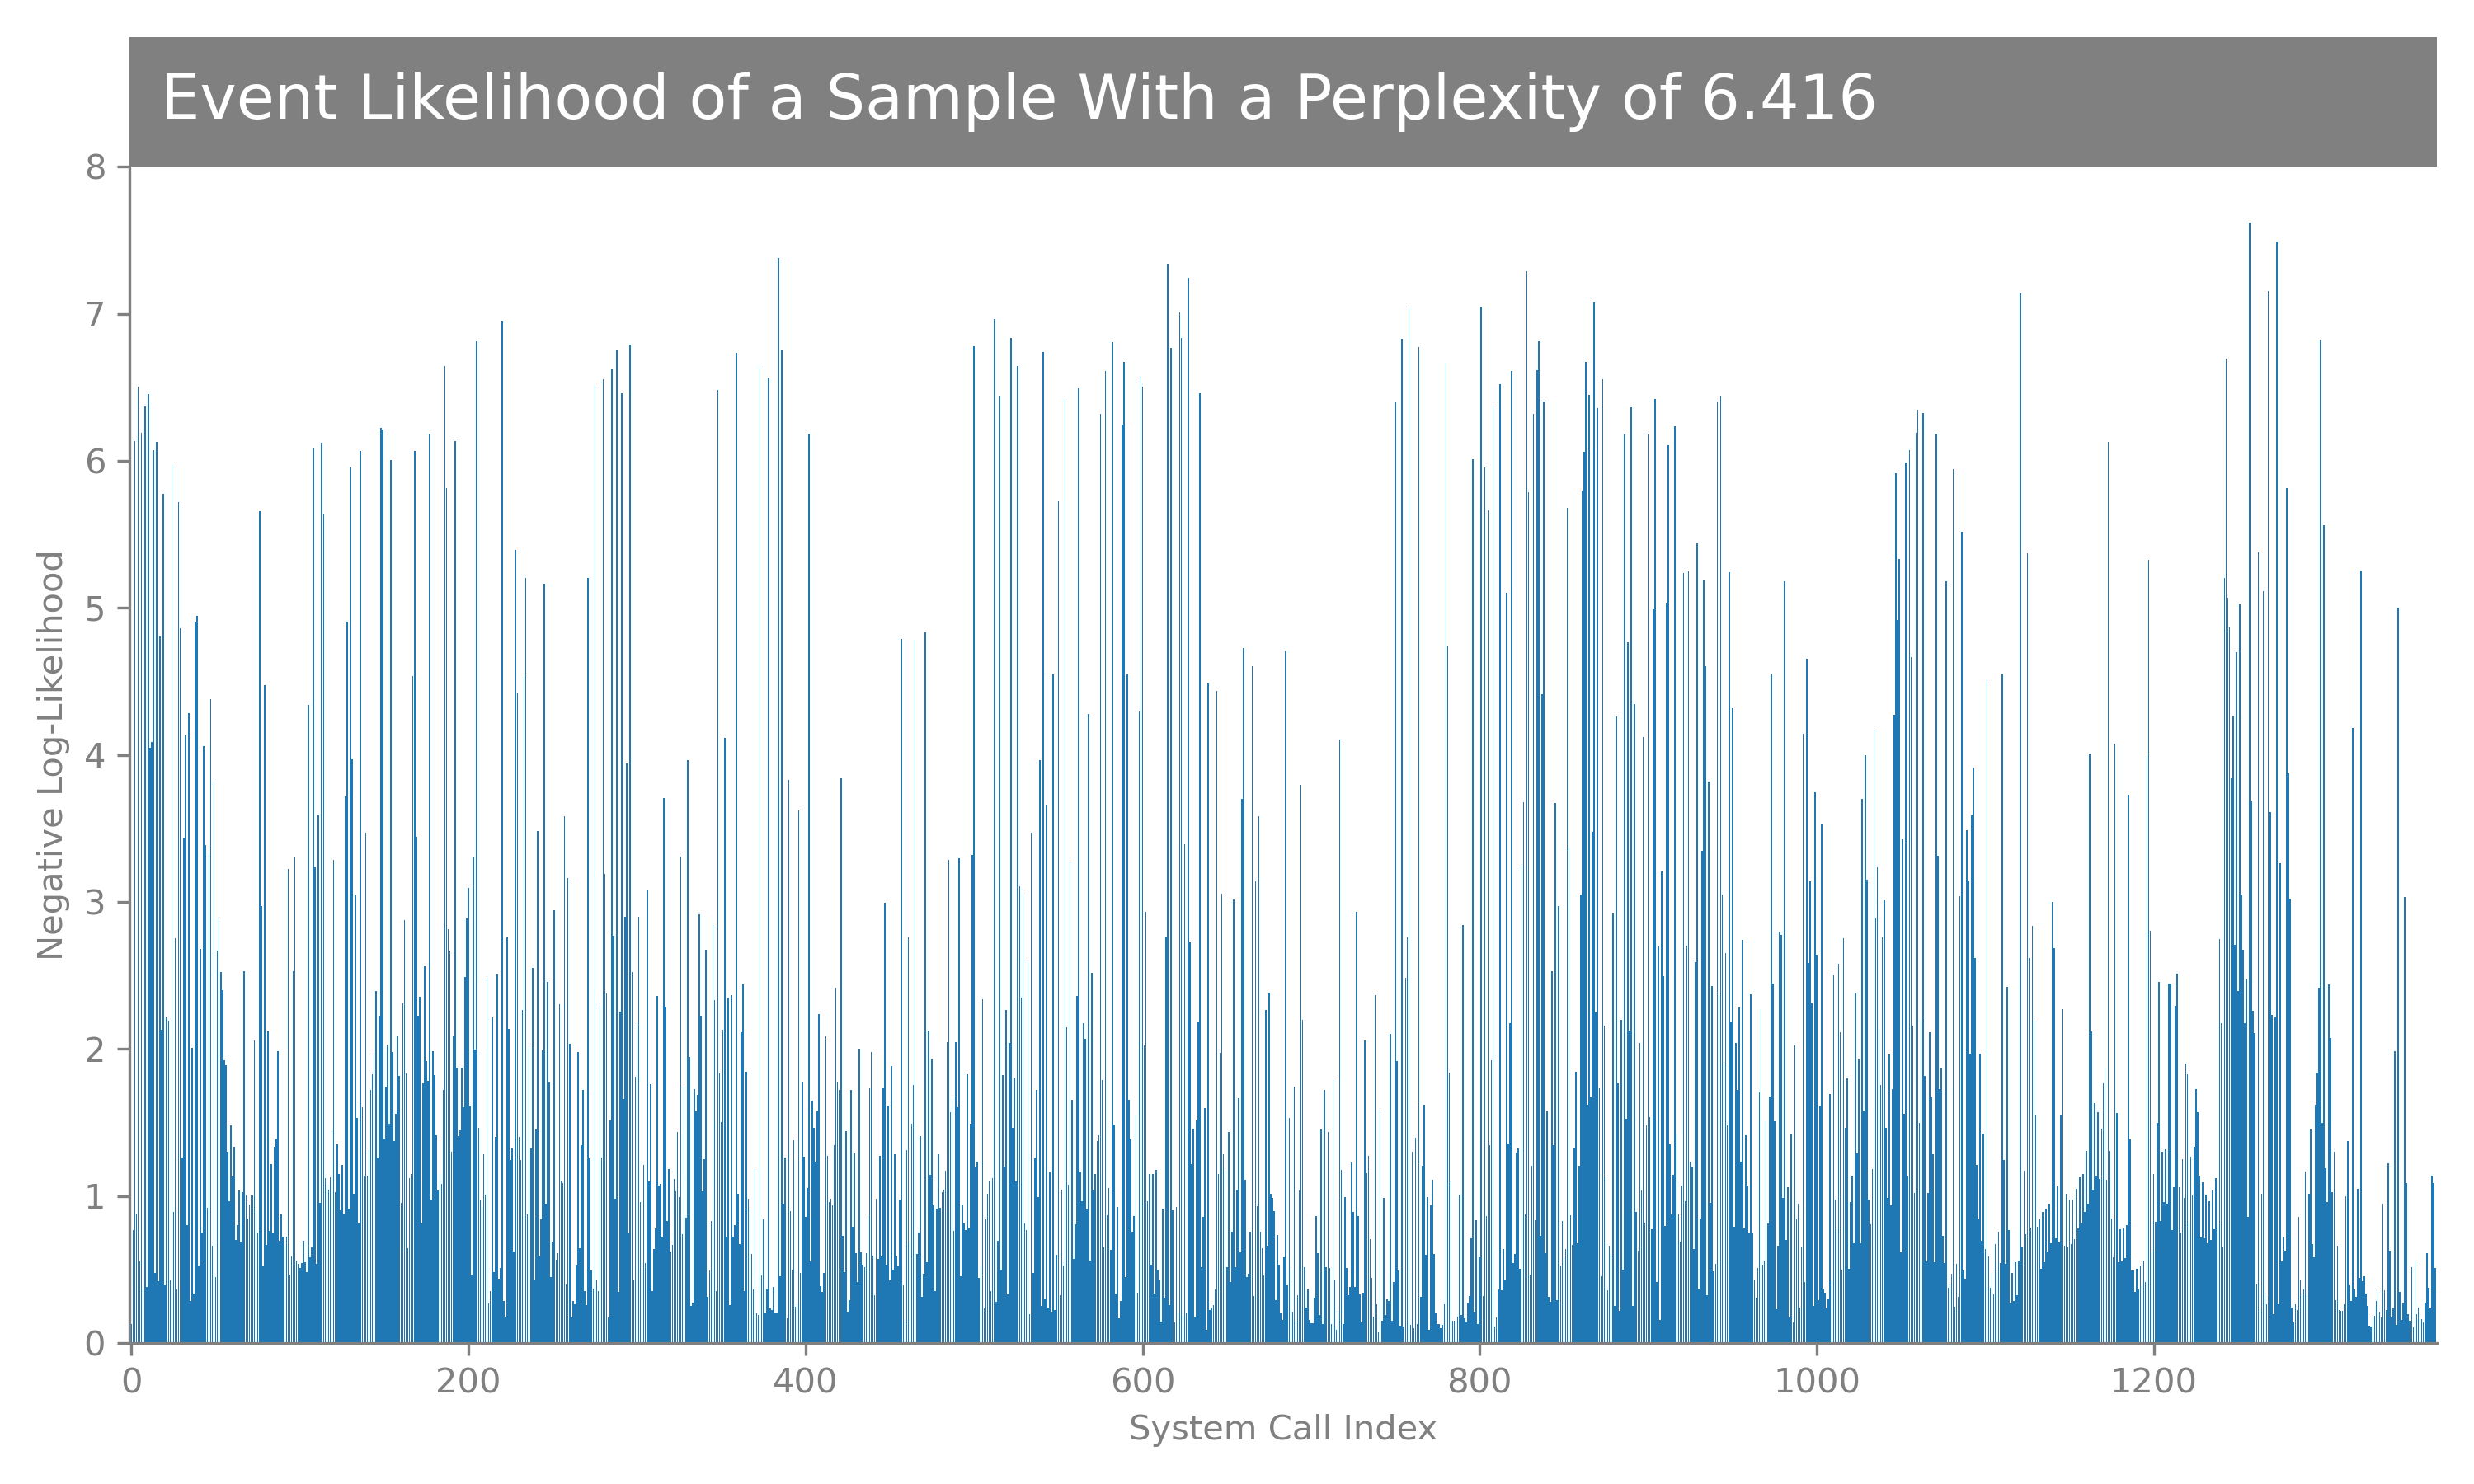 Event Likelihood of a Sample With a Perplexity of 6.416
8
7
6
5
4
3
2
1
0
Negative Log-Likelihood
0 200 400 600 800 1000 1200
System Call Index